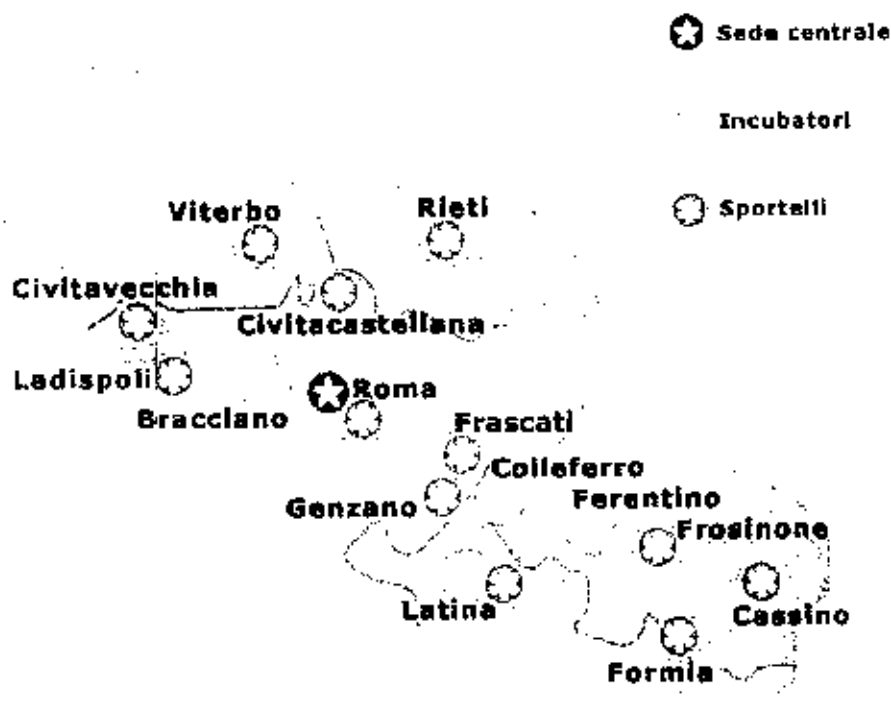 Sede centrale
Incubatori
Sportelli
Viterbo
Rieti
Civitavecchia
Civitacastellana
Ladispoli
Roma
Bracciano
Frascati
Colleferro
Genzano
Ferentino
Frosinone
Latina
Cassino
Formia